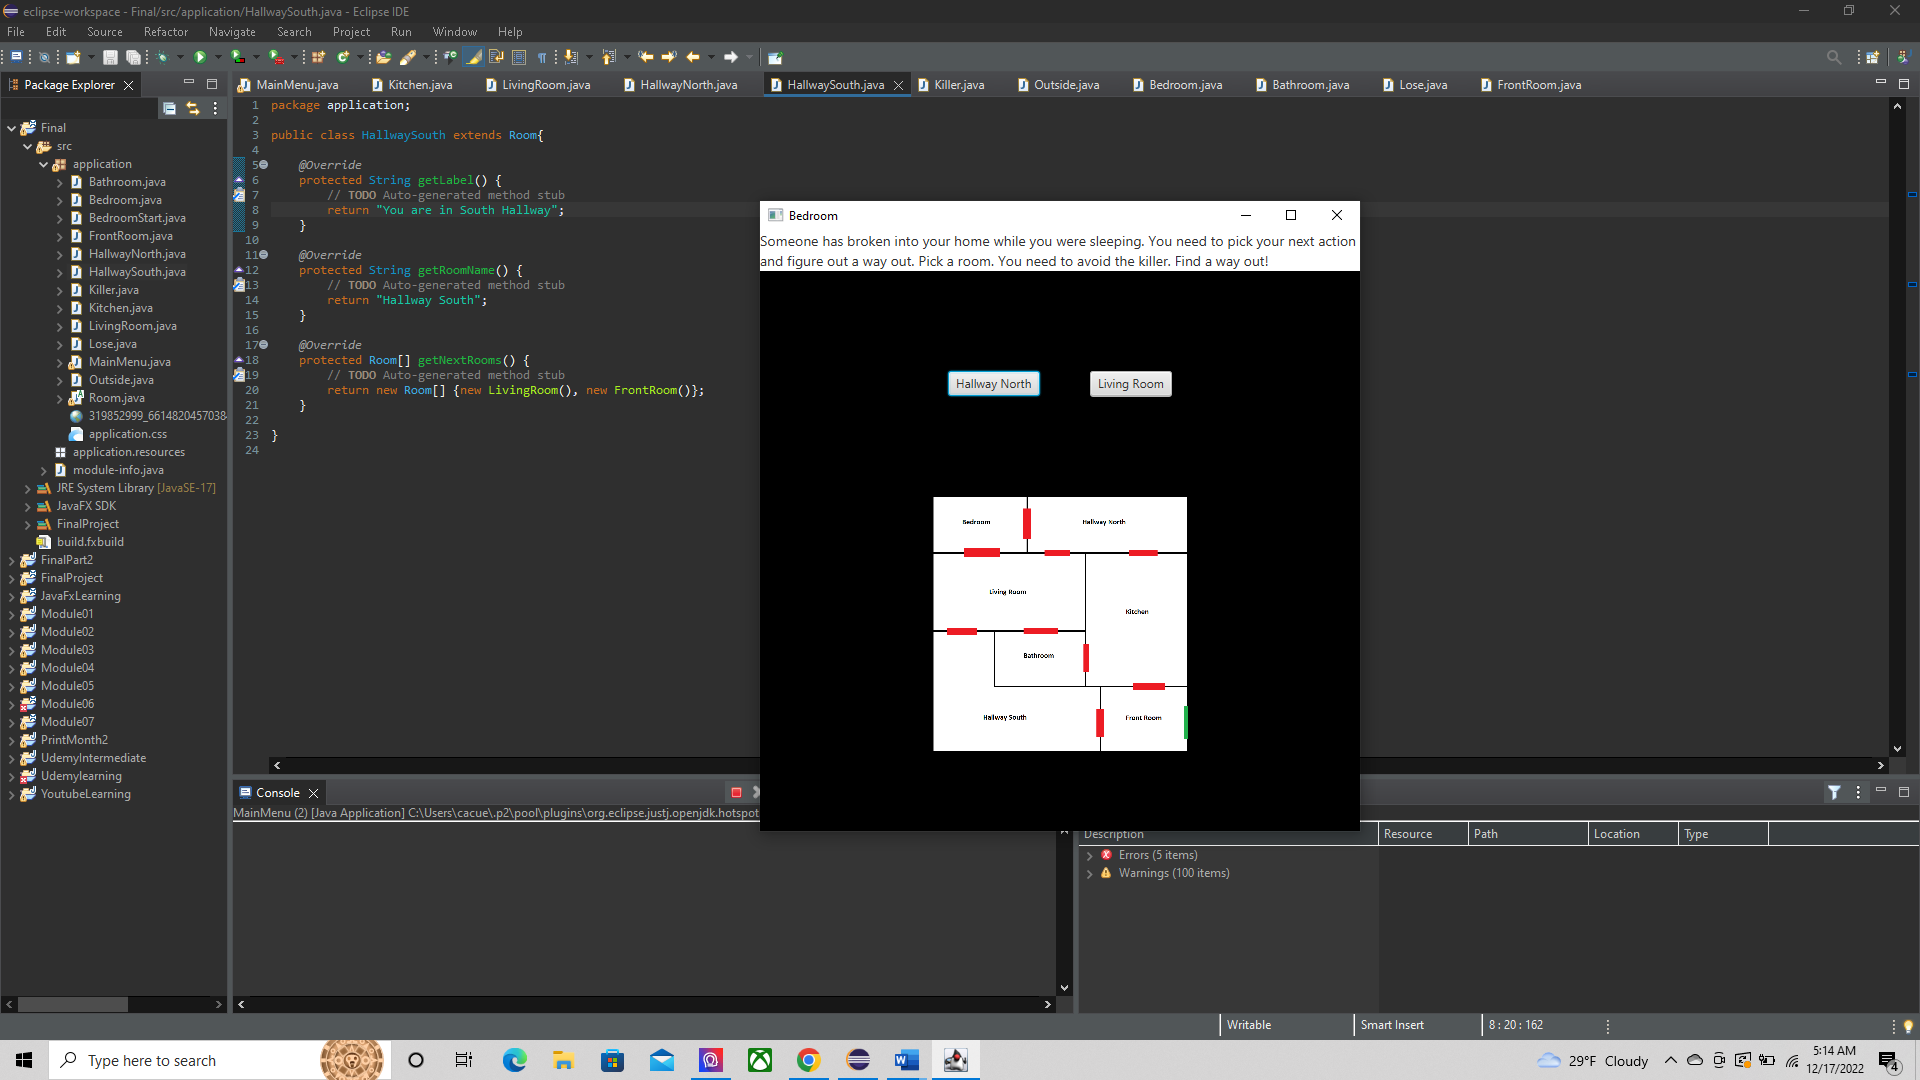 eclipse-workspace - Final/src/application/HallwaySouth.java - Eclipse IDE
File Edit Source Refactor Navigate Search Project Run Window Help
Package Explorer
MainMenu.java Kitchen.java LivingRoom.java HallwayNorth.java HallwaySouth.java Killer.java Outside.java Bedroom.java Bathroom.java Lose.java FrontRoom.java
Final
src
application
Bathroom.java
Bedroom.java
BedroomStart.java
FrontRoom.java
HallwayNorth.java
HallwaySouth.java
Killer.java
Kitchen.java
LivingRoom.java
Lose.java
MainMenu.java
Outside.java
Room.java
319852999_6614820457038
application.css
application.resources
module-info.java
JRE System Library [JavaSE-17]
JavaFX SDK
FinalProject
build.fxbuild
FinalPart2
FinalProject
JavaFxLearning
Module01
Module02
Module03
Module04
Module05
Module06
Module07
PrintMonth2
UdemyIntermediate
Udemylearning
YoutubeLearning
1 package application;
2
3 public class HallwaySouth extends Room{
4
5 @Override
6 protected String getLabel() {
7 // TODO Auto-generated method stub
8 return "You are in South Hallway";
9 }
10
11 @Override
12 protected String getRoomName() {
13 // TODO Auto-generated method stub
14 return "Hallway South";
15 }
16
17 @Override
18 protected Room[] getNextRooms() {
19 // TODO Auto-generated method stub
20 return new Room[] {new LivingRoom(), new FrontRoom()};
21 }
22
23 }
24
Bedroom
Someone has broken into your home while you were sleeping. You need to pick your next action
and figure out a way out. Pick a room. You need to avoid the killer. Find a way out!
Hallway North Living Room
Bedroom Hallway North
Living Room
Kitchen
Bathroom
Hallway South Front Room
Console
MainMenu (2) [Java Application] C:\Users\cacue\.p2\pool\plugins\org.eclipse.justj.openjdk.hotspot
Description Resource Path Location Type
Errors (5 items)
Warnings (100 items)
Writable Smart Insert 8 : 20 : 162
Type here to search
29°F Cloudy
5:14 AM
12/17/2022
4